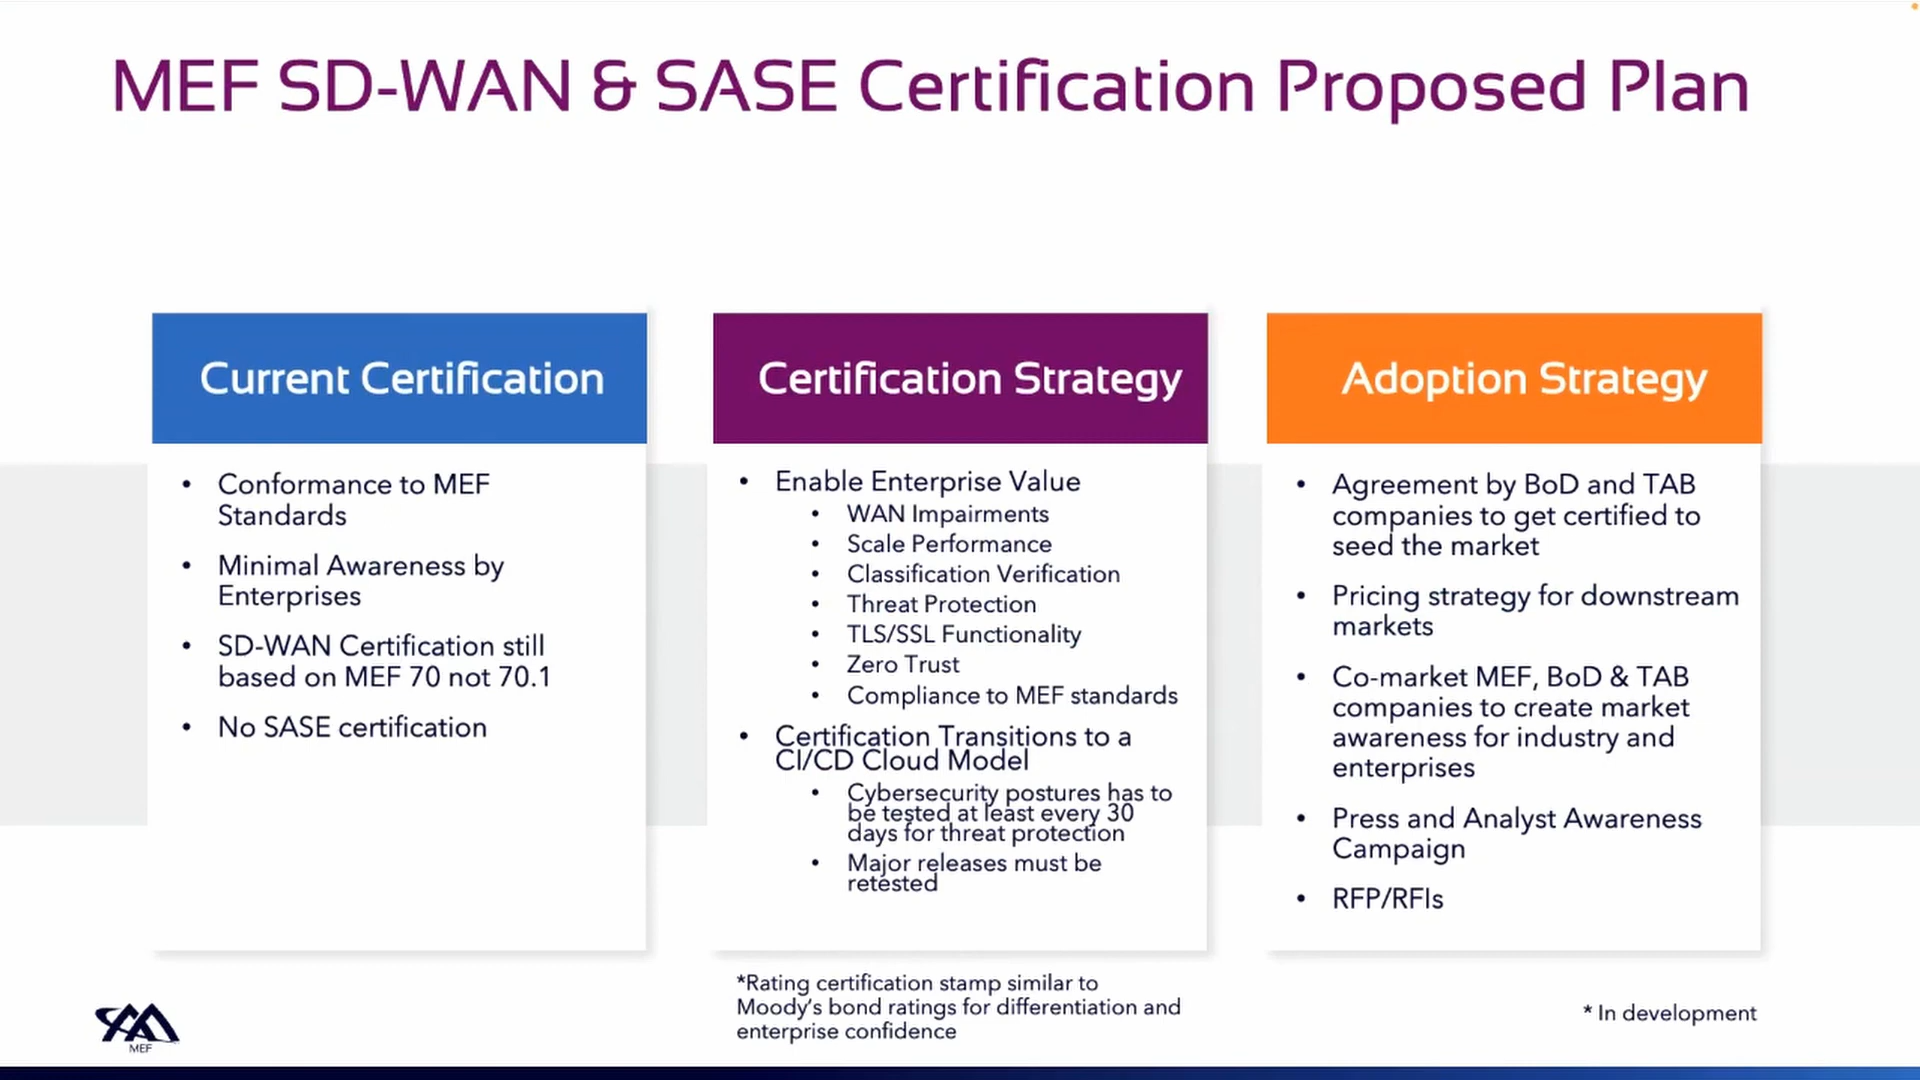 MEF SD-WAN & SASE Certification Proposed Plan
Current Certification
• Conformance to MEF
Standards
• Minimal Awareness by
Enterprises
• SD-WAN Certification still
based on MEF 70 not 70.1
• No SASE certification
Certification Strategy
• Enable Enterprise Value
• WAN Impairments
• Scale Performance
• Classification Verification
• Threat Protection
• TLS/SSL Functionality
• Zero Trust
• Compliance to MEF standards
• Certification Transitions to a
CI/CD Cloud Model
• Cybersecurity postures has to
be tested at least every 30
days for threat protection
• Major releases must be
retested
Adoption Strategy
• Agreement by BoD and TAB
companies to get certified to
seed the market
• Pricing strategy for downstream
markets
• Co-market MEF, BoD & TAB
companies to create market
awareness for industry and
enterprises
• Press and Analyst Awareness
Campaign
• RFP/RFIs
*Rating certification stamp similar to
Moody's bond ratings for differentiation and
enterprise confidence
* In development
MEF